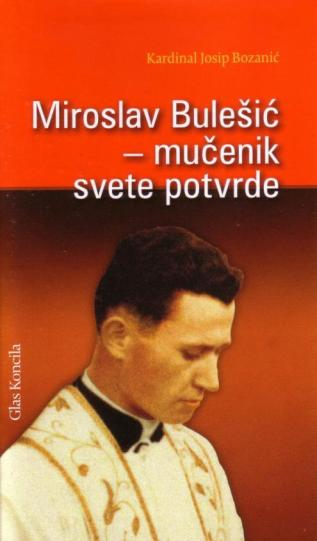 Kardinal Josip Bozanić
Miroslav Bulešić
– mučenik
svete potvrde
Glas Koncila